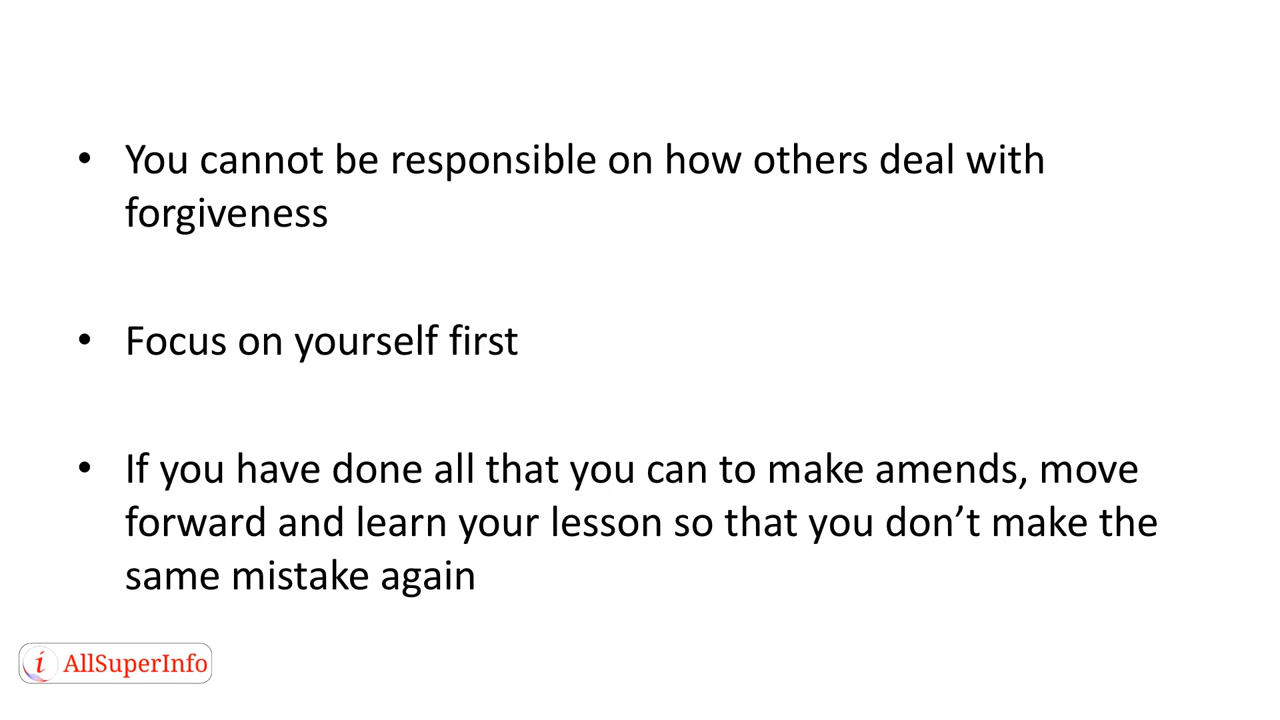 • You cannot be responsible on how others deal with
forgiveness
• Focus on yourself first
• If you have done all that you can to make amends, move
forward and learn your lesson so that you don’t make the
same mistake again
i AllSuperInfo